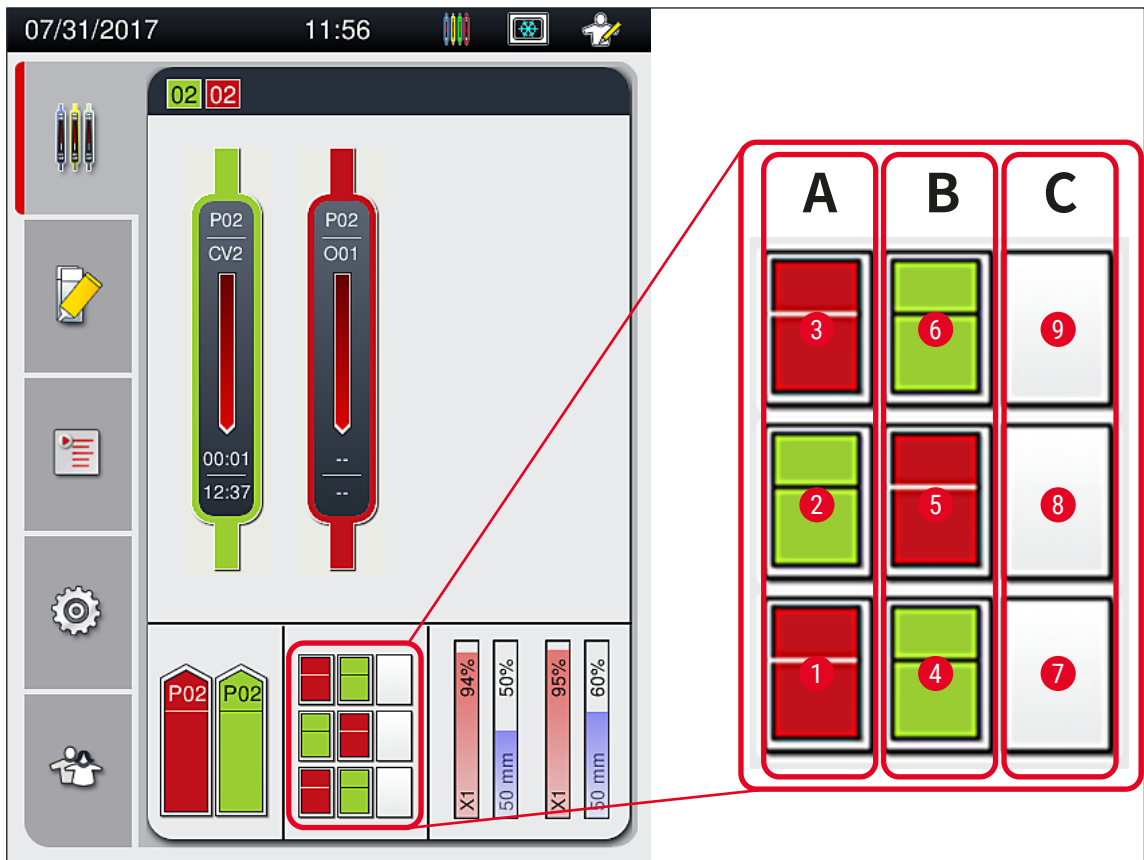 07/31/2017 11:56
02 02
P02 P02
CV2 O01
00:01 --
12:37 --
P02 P02
X1 94%
50 mm 50%
X1 95%
50 mm 60%
A B C
3 6 9
2 5 8
1 4 7